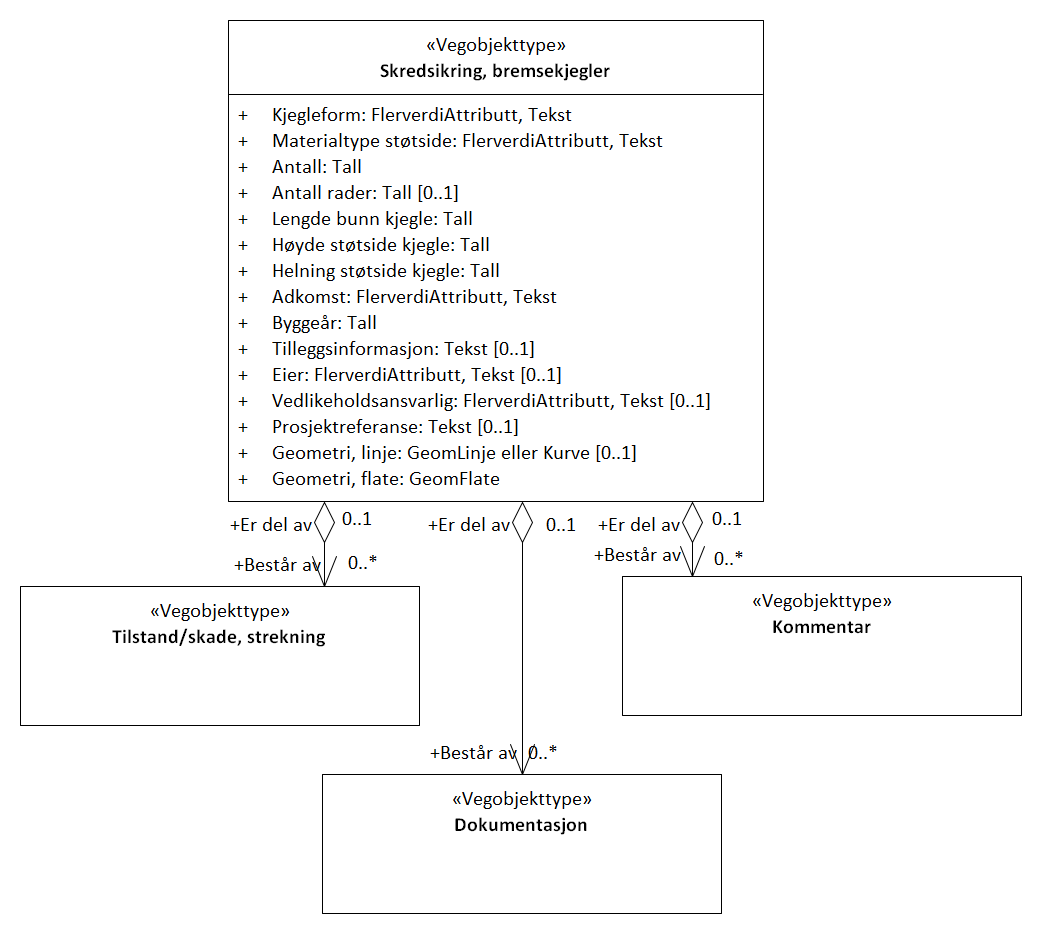 «Vegobjekttype»
Skredsikring, bremsekjegler
+ Kjegleform: FlerverdiAttributt, Tekst
+ Materialtype støtside: FlerverdiAttributt, Tekst
+ Antall: Tall
+ Antall rader: Tall [0..1]
+ Lengde bunn kjegle: Tall
+ Høyde støtside kjegle: Tall
+ Helning støtside kjegle: Tall
+ Adkomst: FlerverdiAttributt, Tekst
+ Byggeår: Tall
+ Tilleggsinformasjon: Tekst [0..1]
+ Eier: FlerverdiAttributt, Tekst [0..1]
+ Vedlikeholdsansvarlig: FlerverdiAttributt, Tekst [0..1]
+ Prosjektreferanse: Tekst [0..1]
+ Geometri, linje: GeomLinje eller Kurve [0..1]
+ Geometri, flate: GeomFlate
+Er del av 0..1
+Består av 0..*
«Vegobjekttype»
Tilstand/skade, strekning
+Er del av 0..1
+Består av 0..*
«Vegobjekttype»
Dokumentasjon
+Er del av 0..1
+Består av 0..*
«Vegobjekttype»
Kommentar